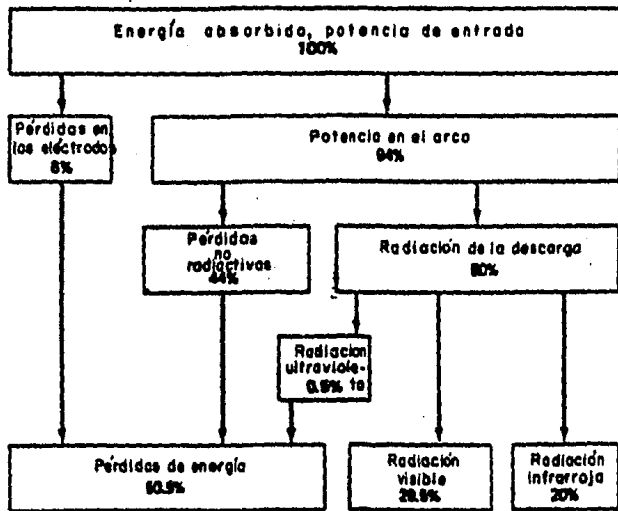 Energía absorbida, potencia de entrada
100%
Pérdidas en
los eléctrodos
6%
Potencia en el arco
94%
Pérdidas
no
radiactivas
44%
Radiación de la descarga
50%
Radiacion
ultraviole-
0.5% ta
Pérdidas de energía
50.5%
Radiación
visible
29.5%
Radiación
infrarroja
20%